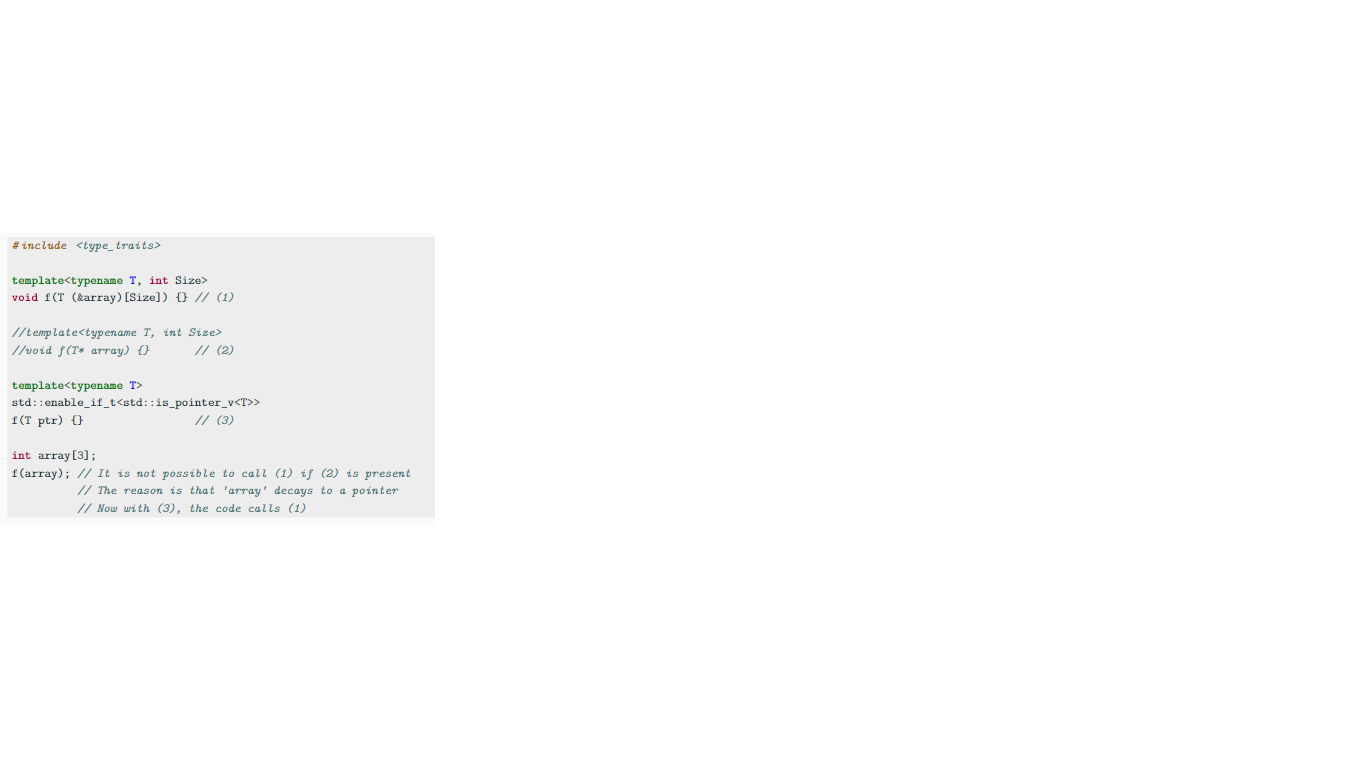 #include <type_traits>
template<typename T, int Size>
void f(T (&array)[Size]) {} // (1)
//template<typename T, int Size>
//void f(T* array) {} // (2)
template<typename T>
std::enable_if_t<std::is_pointer_v<T>>
f(T ptr) {} // (3)
int array[3];
f(array); // It is not possible to call (1) if (2) is present
// The reason is that 'array' decays to a pointer
// Now with (3), the code calls (1)